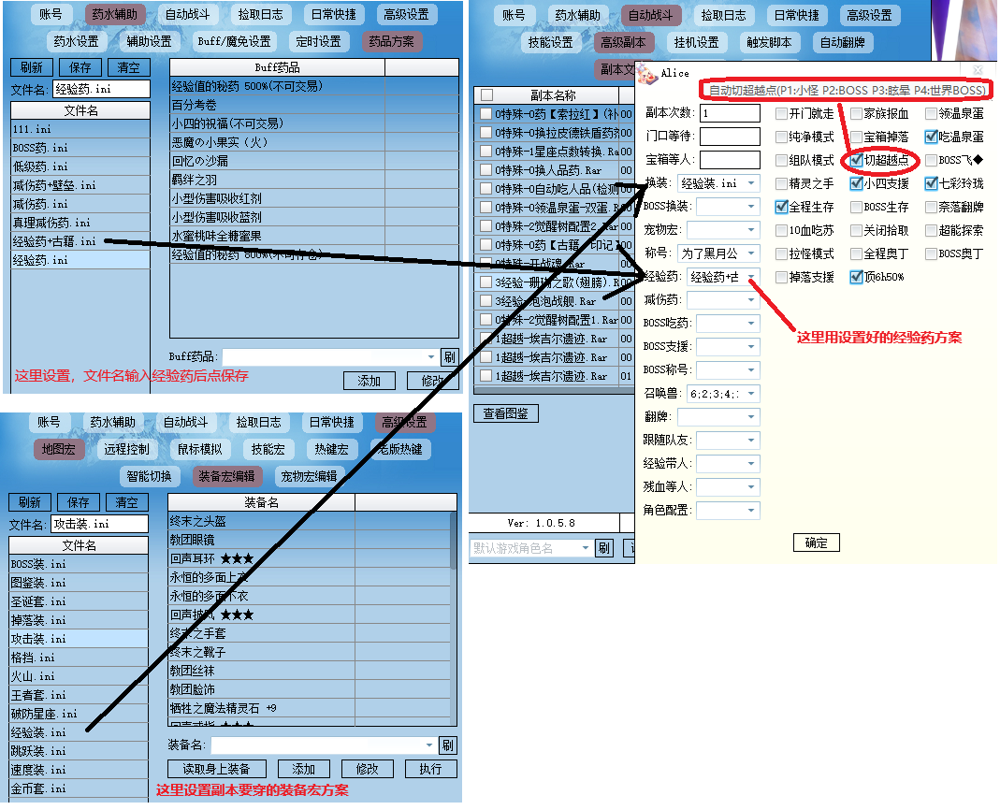 账号 药水辅助 自动战斗 捡取日志 日常快捷 高级设置
药水设置 辅助设置 Buff/魔免设置 定时设置 药品方案
刷新 保存 清空
文件名: 经验药.ini
文件名
111.ini
BOSS药.ini
低级药.ini
减伤药+壁垒.ini
减伤药.ini
真理减伤药.ini
经验药+古籍.ini
经验药.ini
Buff药品
经验值的秘药 500%(不可交易)
百分考卷
小四的祝福(不可交易)
恶魔の小果实（火）
回忆の沙漏
羁绊之羽
小型伤害吸收红剂
小型伤害吸收蓝剂
水蜜桃味全糖蜜果
经验值的秘药
Buff药品: 刷
添加 修改
这里设置，文件名输入经验药后点保存
账号 药水辅助 自动战斗 捡取日志 日常快捷 高级设置
技能设置 高级副本 挂机设置 触发脚本 自动翻牌
副本文
副本名称
0特殊-0药【索拉红】(补
0特殊-0换拉皮德铁盾药剂
0特殊-1星座点数转换.Ra
0特殊-0换人品药.Rar
0特殊-0自动吃人品(检测
0特殊-0领温泉蛋-双蛋.R
0特殊-2觉醒树配置2.Rar 00
0特殊-0药【古籍 印记】
0特殊-开战魂.Rar
3经验-珊瑚之歌(翅膀).R 00
3经验-泡泡战舰.Rar 00
0特殊-2觉醒树配置1.Rar 00
1超越-埃吉尔遗迹.Rar 00
1超越-埃吉尔遗迹.Rar 00
1超越-埃吉尔遗迹.Rar 01
查看图鉴
Ver: 1.0.5.8
默认游戏角色名 刷
Alice
自动切超越点(P1:小怪 P2:BOSS P3:眩晕 P4:世界BOSS)
副本次数: 1 开门就走 家族报血 领温泉蛋
门口等待: 纯净模式 宝箱掉落 吃温泉蛋
宝箱等人: 组队模式 切超越点 BOSS飞◆
换装: 经验装.ini 精灵之手 小四支援 七彩玲珑
BOSS换装: 全程生存 BOSS生存 奈落翻牌
宠物宏: 10血吃苏 关闭拾取 超能探索
称号: 为了黑月公 拉怪模式 全程奥丁 BOSS奥丁
经验药: 经验药+古 掉落支援 顶6h50%
减伤药:
BOSS吃药:
BOSS支援:
BOSS称号:
召唤兽: 6;2;3;4;
翻牌:
跟随队友:
经验带人:
残血等人:
角色配置:
确定
这里用设置好的经验药方案
账号 药水辅助 自动战斗 捡取日志 日常快捷 高级设置
地图宏 远程控制 鼠标模拟 技能宏 热键宏 老版热键
智能切换 装备宏编辑 宠物宏编辑
刷新 保存 清空
文件名: 攻击装.ini
文件名
BOSS装.ini
图鉴装.ini
圣诞套.ini
掉落装.ini
攻击装.ini
格挡.ini
火山.ini
王者套.ini
破防星座.ini
经验装.ini
跳跃装.ini
速度装.ini
金币套.ini
装备名
终末之头盔
教团眼镜
回声耳环 ★★★
永恒的多面上衣
永恒的多面下衣
回声披风 ★★★
终末之手套
终末之靴子
教团丝袜
教团脸饰
牺牲之魔法精灵石 +9
回声戒指 ★★★
装备名: 刷
读取身上装备 添加 修改 执行
这里设置副本要穿的装备宏方案